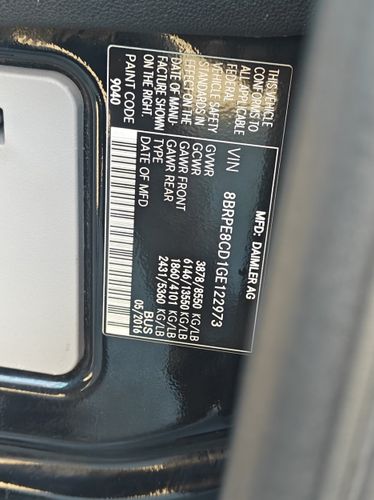 MFD: DAIMLER AG
VIN 8BRPE8CD1GE122973
GVWR 3878/8550 KG/LB
GCWR 6146/13550 KG/LB
GAWR FRONT 1860/4101 KG/LB
GAWR REAR 2431/5360 KG/LB
TYPE BUS
DATE OF MFD 05/2016
THIS VEHICLE
CONFORMS TO
ALL APPLICABLE
FEDERAL
VEHICLE SAFETY
STANDARDS IN
EFFECT ON THE
DATE OF MANU-
FACTURE SHOWN
ON THE RIGHT.
PAINT CODE
9040